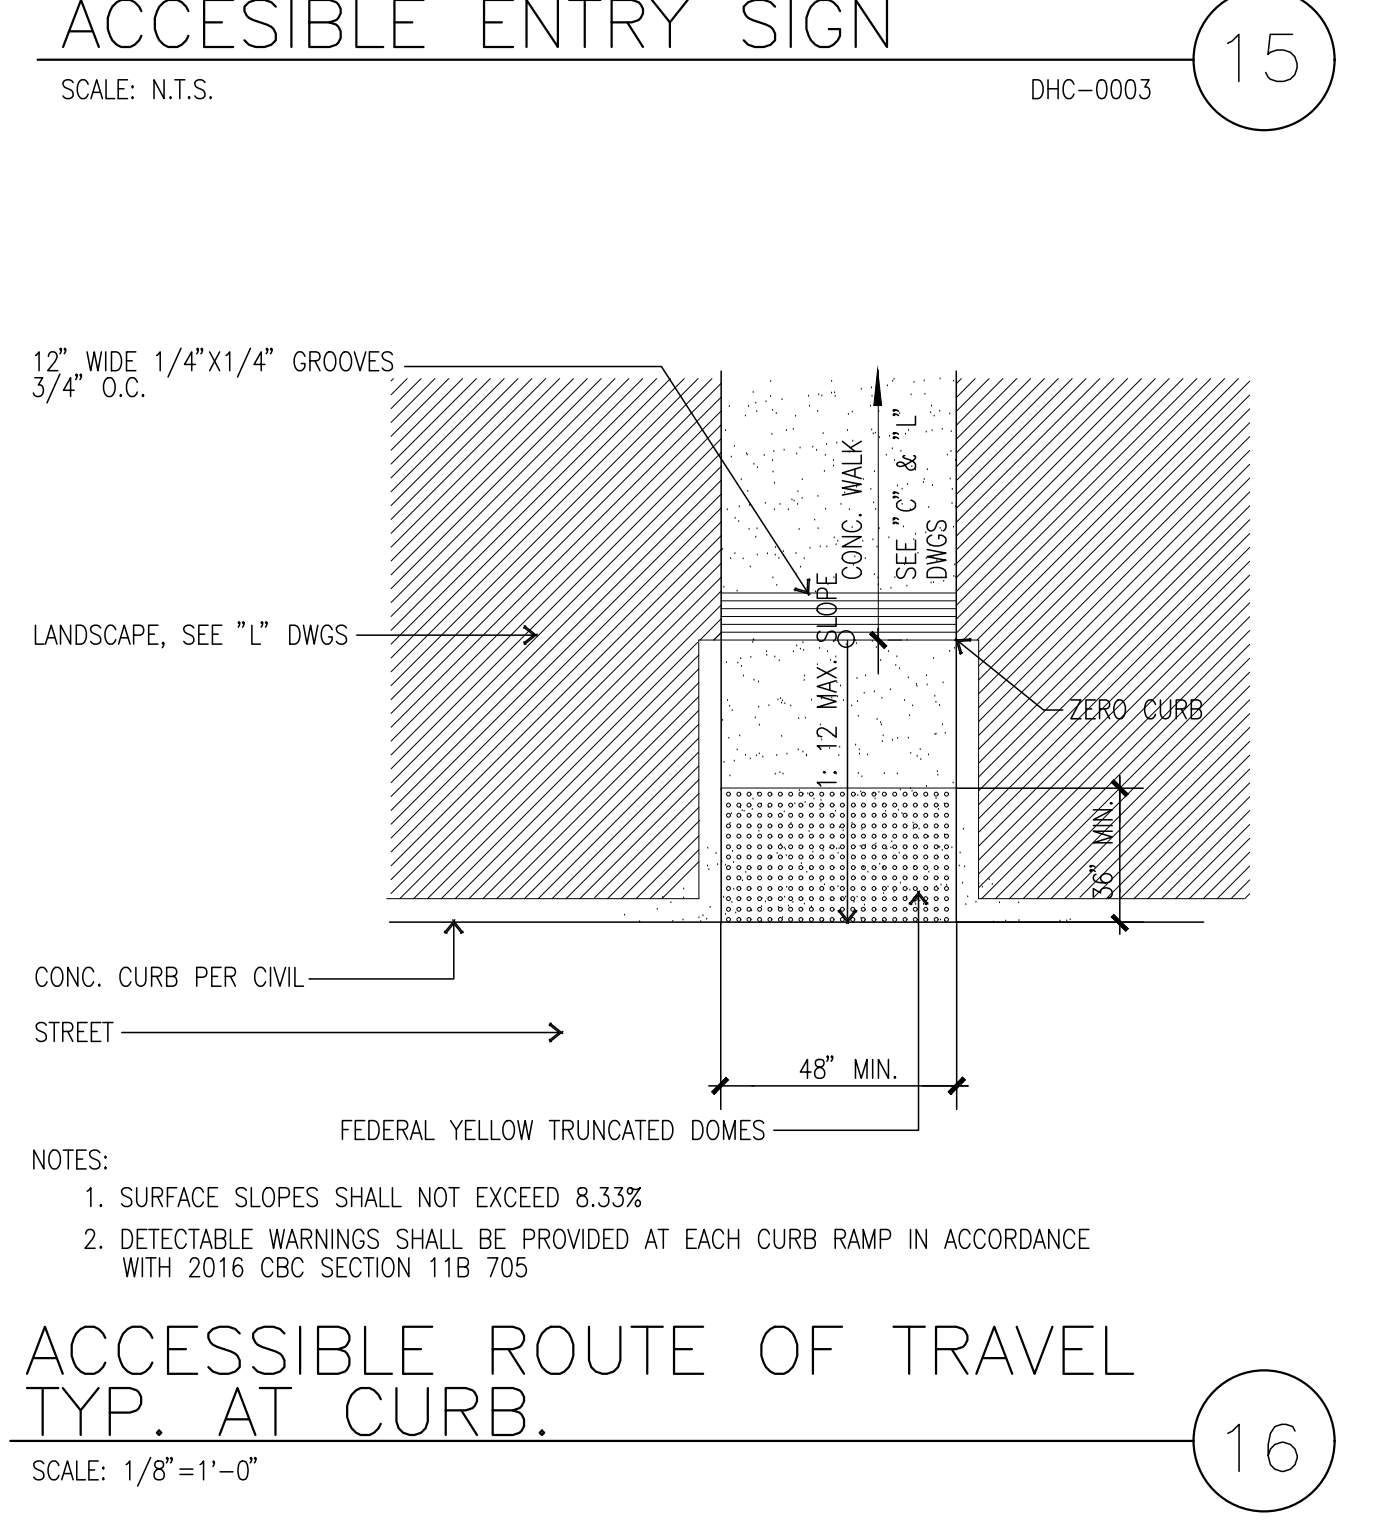 ACCESIBLE ENTRY SIGN
15
SCALE: N.T.S.
DHC-0003
12" WIDE 1/4"X1/4" GROOVES
3/4" O.C.
CONC. WALK
SEE "C" & "L"
DWGS
1: 12 MAX. SLOPE
LANDSCAPE, SEE "L" DWGS
ZERO CURB
36" MIN.
CONC. CURB PER CIVIL
STREET
48" MIN.
FEDERAL YELLOW TRUNCATED DOMES
NOTES:
1. SURFACE SLOPES SHALL NOT EXCEED 8.33%
2. DETECTABLE WARNINGS SHALL BE PROVIDED AT EACH CURB RAMP IN ACCORDANCE
WITH 2016 CBC SECTION 11B 705
ACCESSIBLE ROUTE OF TRAVEL
TYP. AT CURB.
16
SCALE: 1/8"=1'-0"